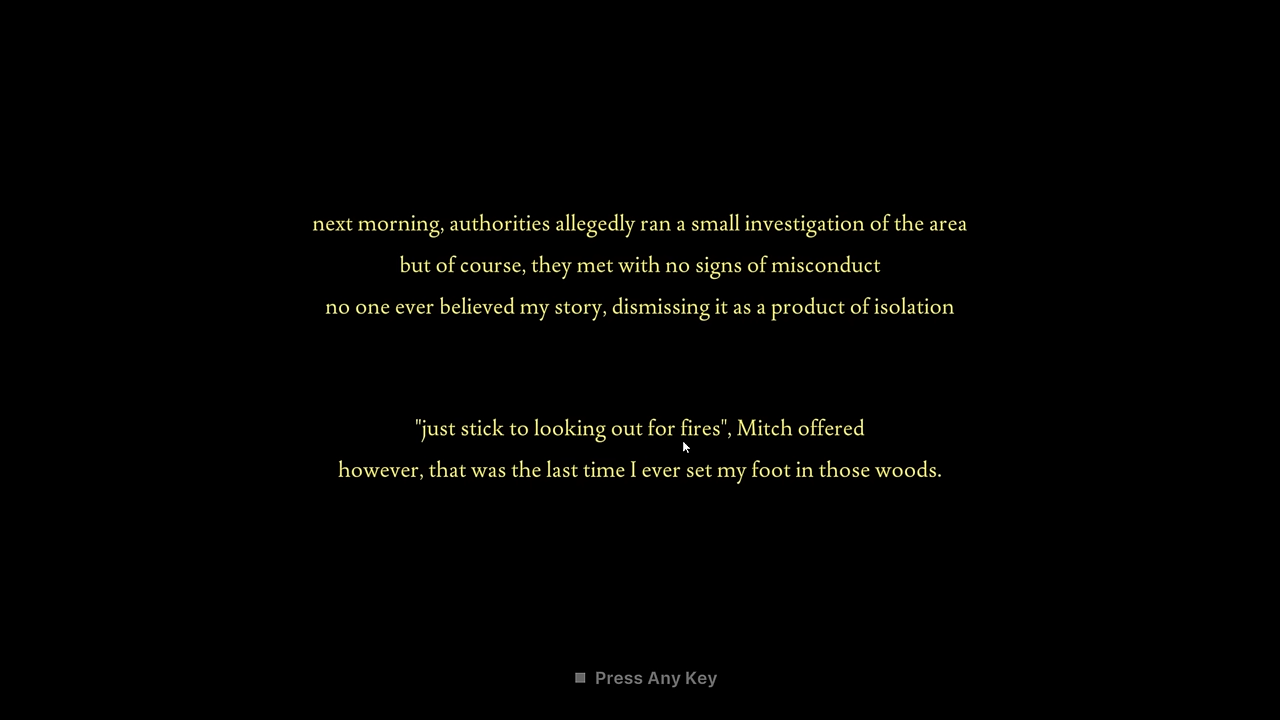 next morning, authorities allegedly ran a small investigation of the area
but of course, they met with no signs of misconduct
no one ever believed my story, dismissing it as a product of isolation
"just stick to looking out for fires", Mitch offered
however, that was the last time I ever set my foot in those woods.
Press Any Key